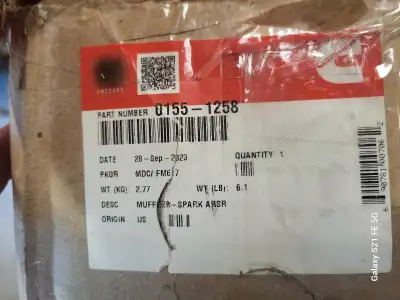 PART NUMBER 0155-1258
DATE 28-Sep-2023 QUANTITY 1
PKGR MDC/
WT (KG): 2.77 WT (LB): 6.1
DESC MUFFLER-SPARK ARSR
ORIGIN US
Galaxy S21 FE 5G